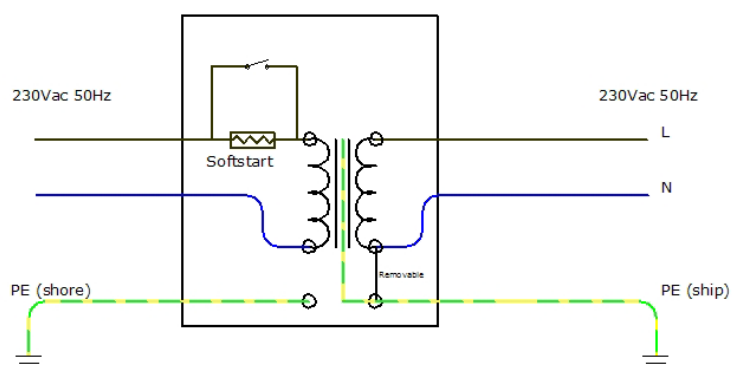 230Vac 50Hz
230Vac 50Hz
L
Softstart
N
Removable
PE (shore)
PE (ship)